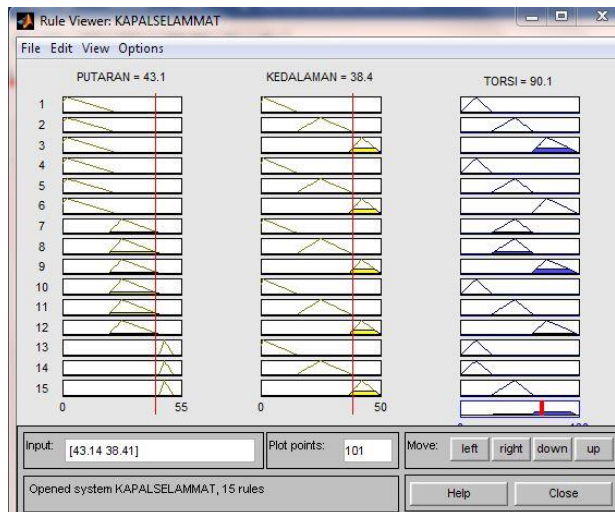 Rule Viewer: KAPALSELAMMAT
File Edit View Options
PUTARAN = 43.1 KEDALAMAN = 38.4 TORSI = 90.1
1
2
3
4
5
6
7
8
9
10
11
12
13
14
15
0 55 0 50
Input: [43.14 38.41] Plot points: 101 Move: left right down up
Opened system KAPALSELAMMAT, 15 rules Help Close